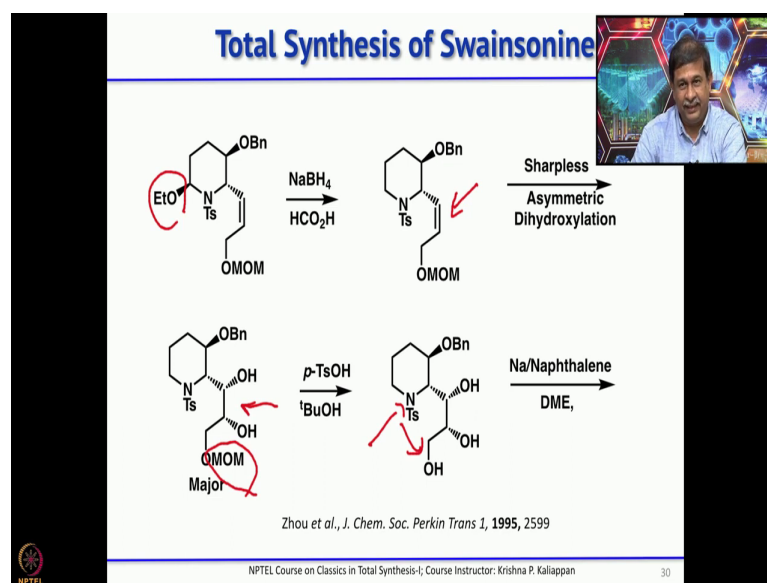 Total Synthesis of Swainsonine
OBn
EtO
N
Ts
OMOM
NaBH4
HCO2H
OBn
N
Ts
OMOM
Sharpless
Asymmetric
Dihydroxylation
OBn
N
Ts
OH
OH
OMOM
Major
p-TsOH
tBuOH
OBn
N
Ts
OH
OH
OH
Na/Naphthalene
DME,
Zhou et al., J. Chem. Soc. Perkin Trans 1, 1995, 2599
NPTEL
NPTEL Course on Classics in Total Synthesis-I; Course Instructor: Krishna P. Kaliappan
30